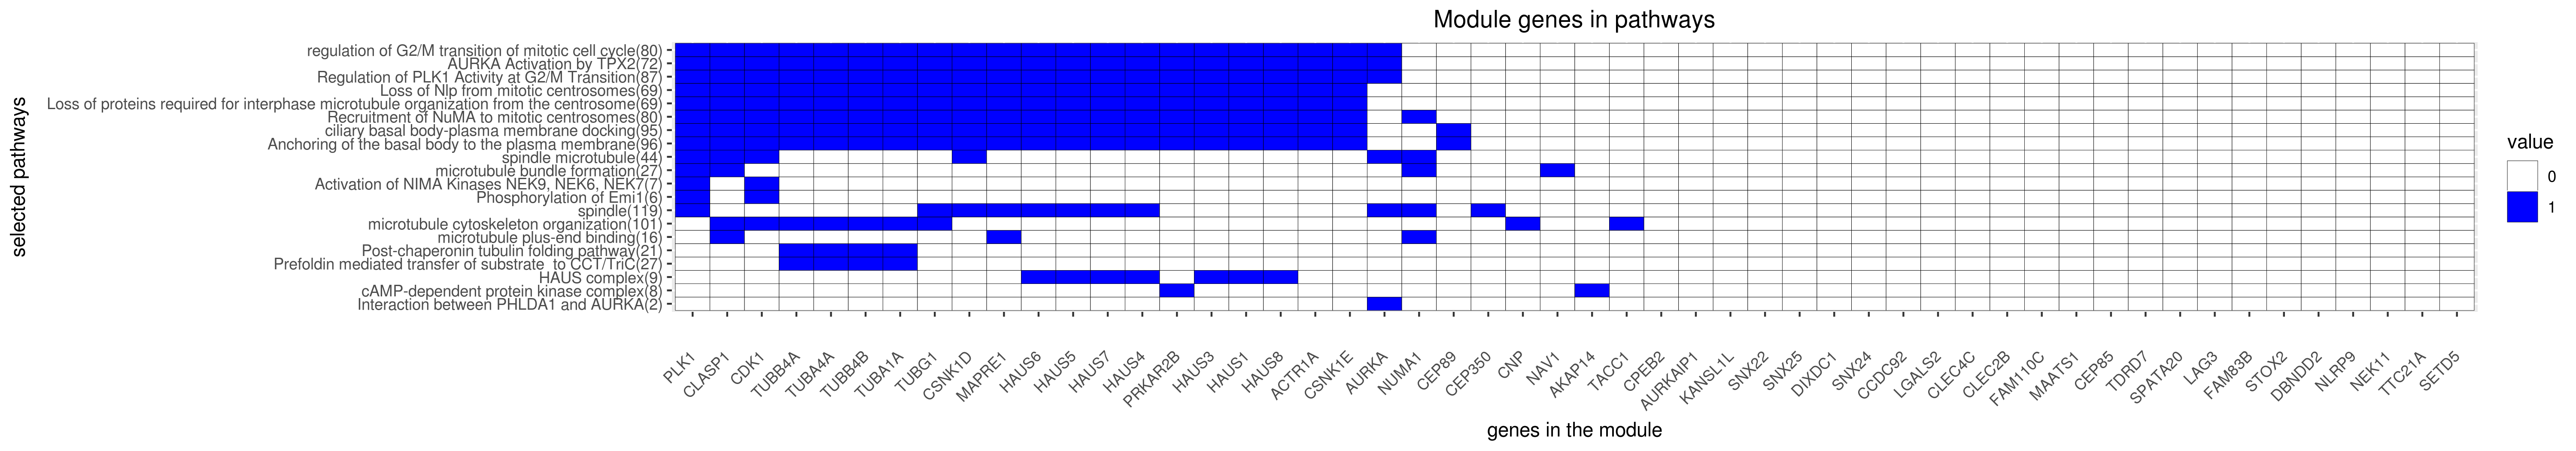 Module genes in pathways
selected pathways
regulation of G2/M transition of mitotic cell cycle(80)
AURKA Activation by TPX2(72)
Regulation of PLK1 Activity at G2/M Transition(87)
Loss of Nlp from mitotic centrosomes(69)
Loss of proteins required for interphase microtubule organization from the centrosome(69)
Recruitment of NuMA to mitotic centrosomes(80)
ciliary basal body-plasma membrane docking(95)
Anchoring of the basal body to the plasma membrane(96)
spindle microtubule(44)
microtubule bundle formation(27)
Activation of NIMA Kinases NEK9, NEK6, NEK7(7)
Phosphorylation of Emi1(6)
spindle(119)
microtubule cytoskeleton organization(101)
microtubule plus-end binding(16)
Post-chaperonin tubulin folding pathway(21)
Prefoldin mediated transfer of substrate  to CCT/TriC(27)
HAUS complex(9)
cAMP-dependent protein kinase complex(8)
Interaction between PHLDA1 and AURKA(2)
PLK1
CLASP1
CDK1
TUBB4A
TUBA4A
TUBB4B
TUBA1A
TUBG1
CSNK1D
MAPRE1
HAUS6
HAUS5
HAUS7
HAUS4
PRKAR2B
HAUS3
HAUS1
HAUS8
ACTR1A
CSNK1E
AURKA
NUMA1
CEP89
CEP350
CNP
NAV1
AKAP14
TACC1
CPEB2
AURKAIP1
KANSL1L
SNX22
SNX25
DIXDC1
SNX24
CCDC92
LGALS2
CLEC4C
CLEC2B
FAM110C
MAATS1
CEP85
TDRD7
SPATA20
LAG3
FAM83B
STOX2
DBNDD2
NLRP9
NEK11
TTC21A
SETD5
genes in the module
value
0
1